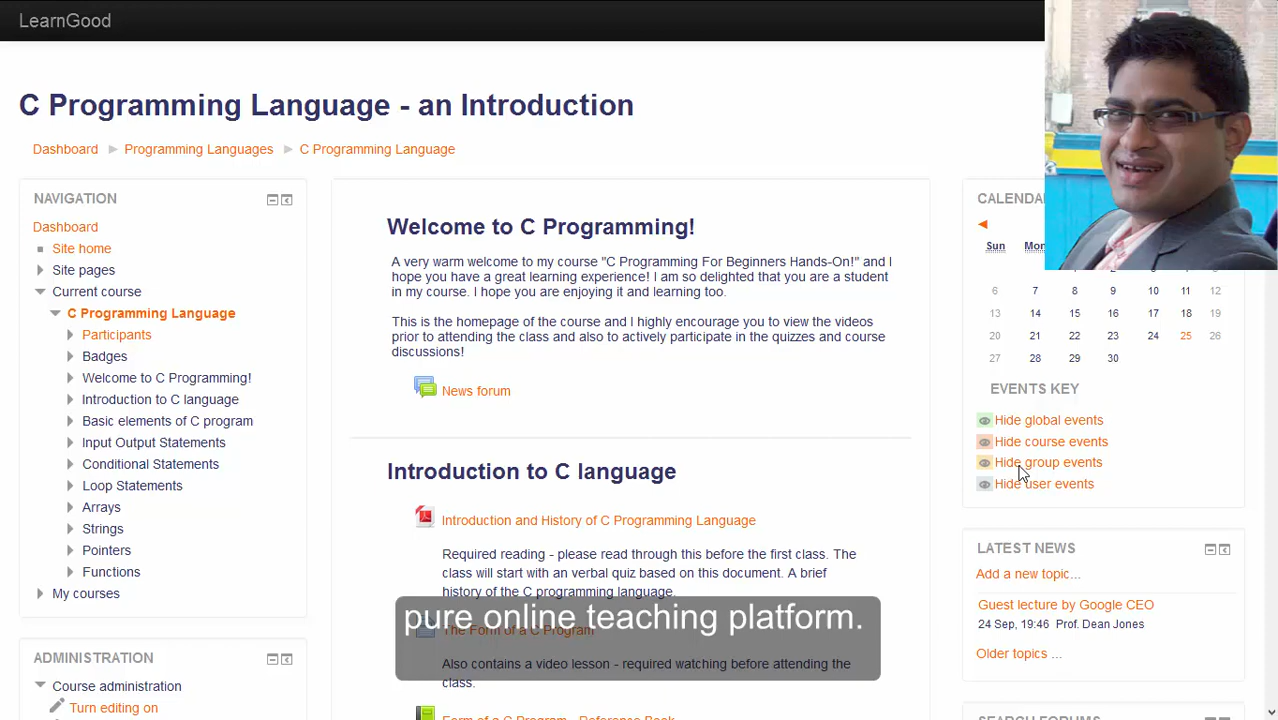 LearnGood
C Programming Language - an Introduction
Dashboard Programming Languages C Programming Language
NAVIGATION
Dashboard
Site home
Site pages
Current course
C Programming Language
Participants
Badges
Welcome to C Programming!
Introduction to C language
Basic elements of C program
Input Output Statements
Conditional Statements
Loop Statements
Arrays
Strings
Pointers
Functions
My courses
ADMINISTRATION
Course administration
Turn editing on
Welcome to C Programming!
A very warm welcome to my course "C Programming For Beginners Hands-On!" and I
hope you have a great learning experience! I am so delighted that you are a student
in my course. I hope you are enjoying it and learning too.
This is the homepage of the course and I highly encourage you to view the videos
prior to attending the class and also to actively participate in the quizzes and course
discussions!
News forum
Introduction to C language
Introduction and History of C Programming Language
Required reading - please read through this before the first class. The
class will start with an verbal quiz based on this document. A brief
history of the C programming language.
pure online teaching platform.
The Form of a C Program
Also contains a video lesson - required watching before attending the
class.
Form of a C Program - Reference Book
CALENDA
Sun Mon
6 7 8 9 10 11 12
13 14 15 16 17 18 19
20 21 22 23 24 25 26
27 28 29 30
EVENTS KEY
Hide global events
Hide course events
Hide group events
Hide user events
LATEST NEWS
Add a new topic...
Guest lecture by Google CEO
24 Sep, 19:46 Prof. Dean Jones
Older topics ...
SEARCH FORUMS